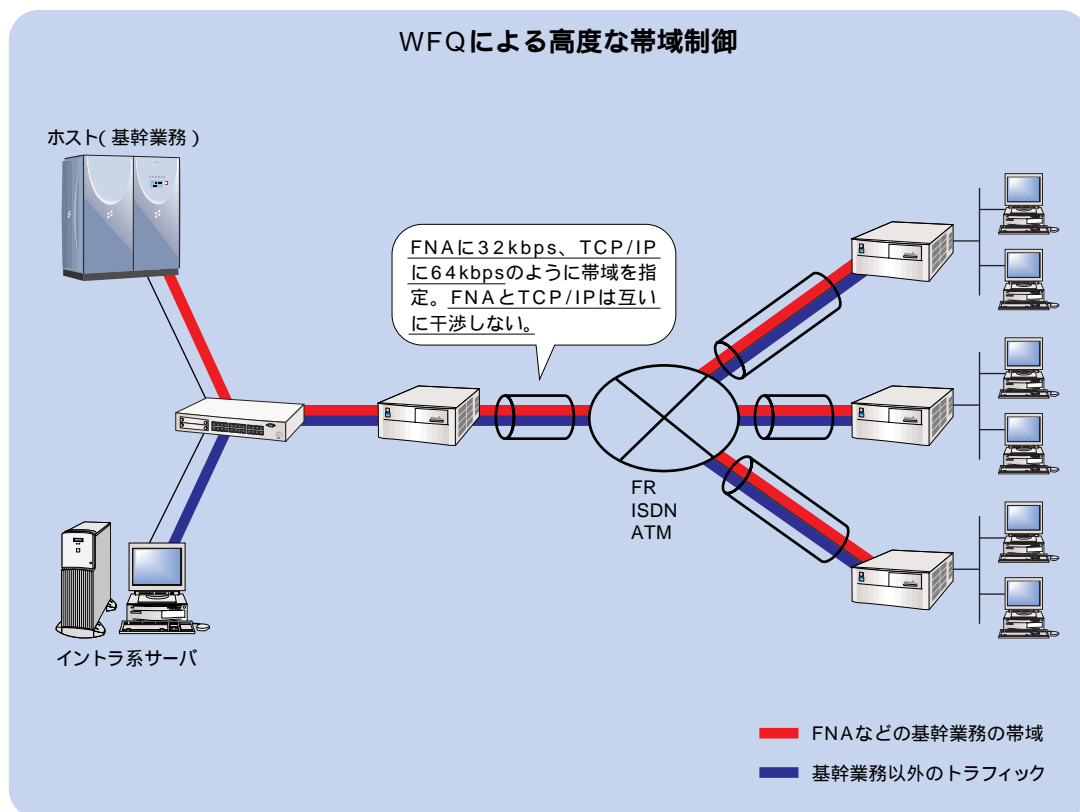 WFQによる高度な帯域制御
ホスト(基幹業務)
FNAに32kbps、TCP/IP
に64kbpsのように帯域を指
定。FNAとTCP/IPは互い
に干渉しない。
FR
ISDN
ATM
イントラ系サーバ
FNAなどの基幹業務の帯域
基幹業務以外のトラフィック